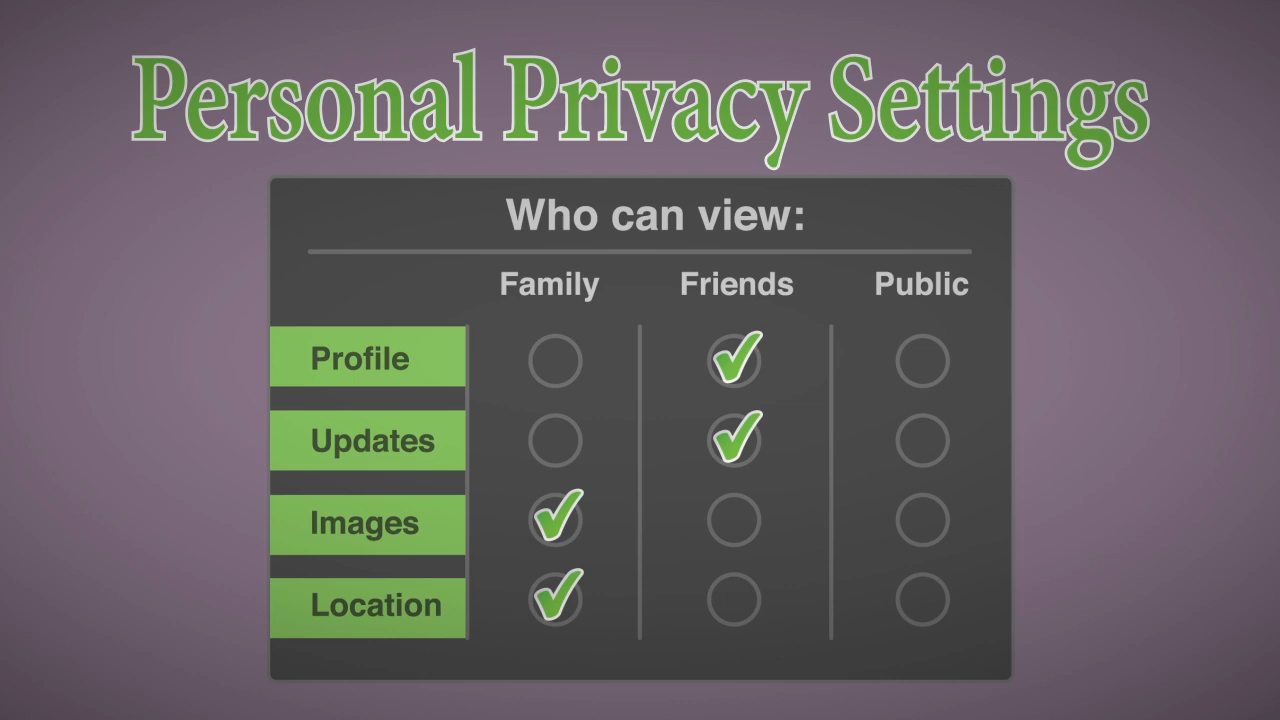 Personal Privacy Settings
Who can view:
Family Friends Public
Profile
Updates
Images
Location